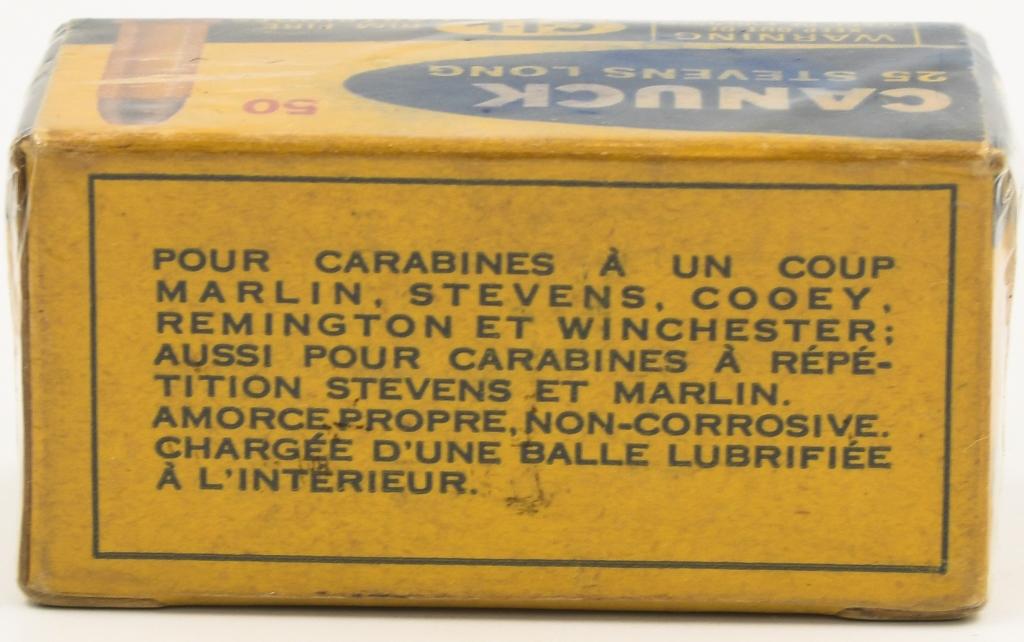 WARNING
CANUCK
25 STEVENS LONG
50
POUR CARABINES À UN COUP
MARLIN, STEVENS, COOEY,
REMINGTON ET WINCHESTER;
AUSSI POUR CARABINES À RÉPÉ-
TITION STEVENS ET MARLIN.
AMORCE PROPRE, NON-CORROSIVE.
CHARGÉE D'UNE BALLE LUBRIFIÉE
À L'INTÉRIEUR.